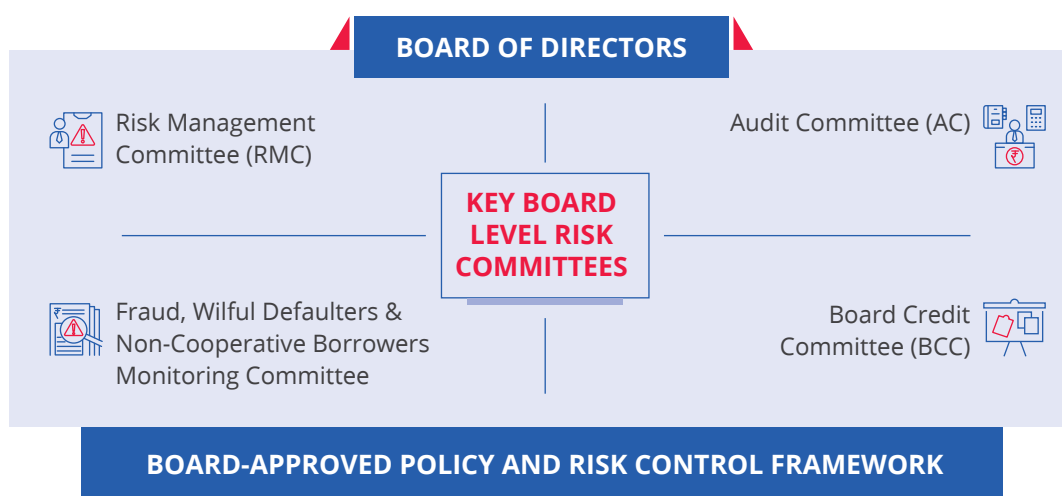 BOARD OF DIRECTORS
Risk Management
Committee (RMC)
Audit Committee (AC)
₹
KEY BOARD
LEVEL RISK
COMMITTEES
₹
Fraud, Wilful Defaulters &
Non-Cooperative Borrowers
Monitoring Committee
Board Credit
Committee (BCC)
BOARD-APPROVED POLICY AND RISK CONTROL FRAMEWORK